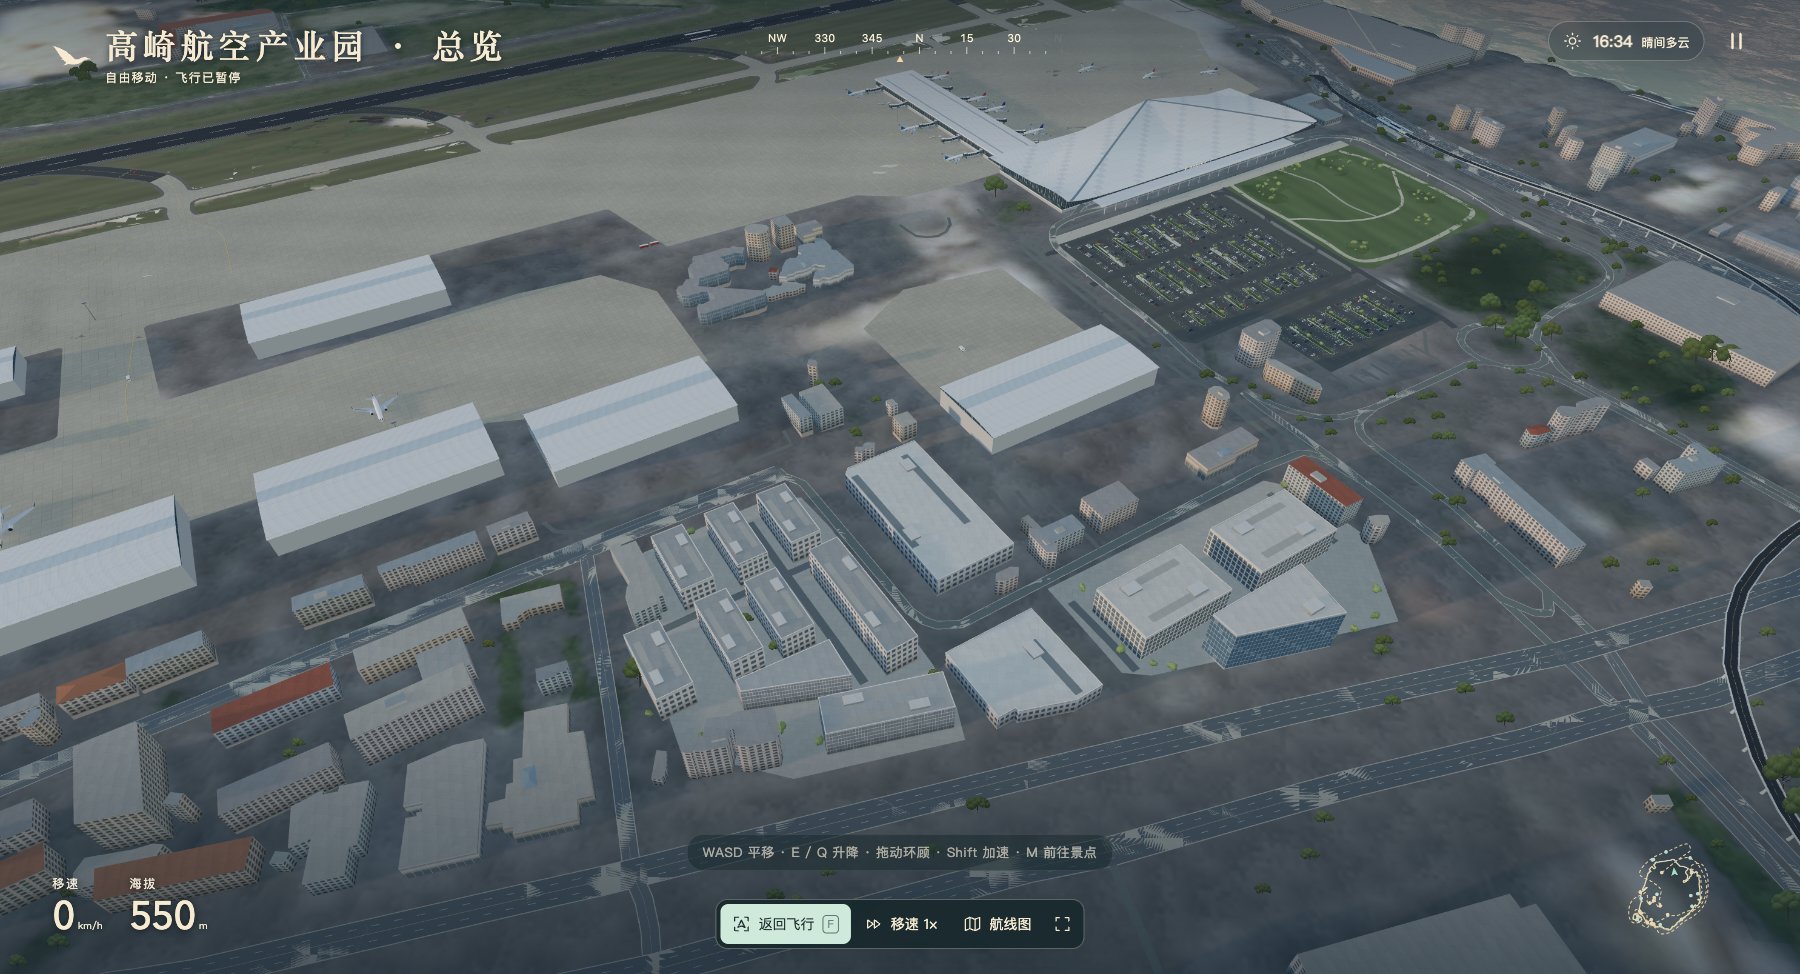 高崎航空产业园 · 总览
自由移动 · 飞行已暂停
NW 330 345 N 15 30
16:34 晴间多云
WASD 平移 · E / Q 升降 · 拖动环顾 · Shift 加速 · M 前往景点
移速 海拔
0 km/h 550 m
返回飞行 F 移速 1x 航线图